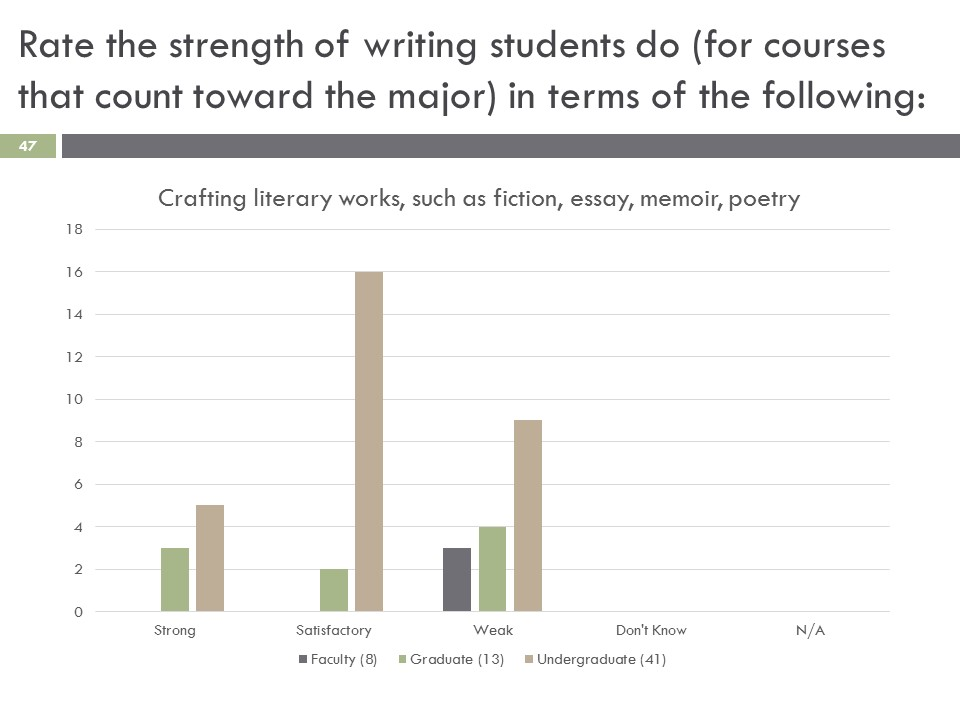 Rate the strength of writing students do (for courses
that count toward the major) in terms of the following:
47
Crafting literary works, such as fiction, essay, memoir, poetry
18
16
14
12
10
8
6
4
2
0
Strong Satisfactory Weak Don't Know N/A
Faculty (8) Graduate (13) Undergraduate (41)